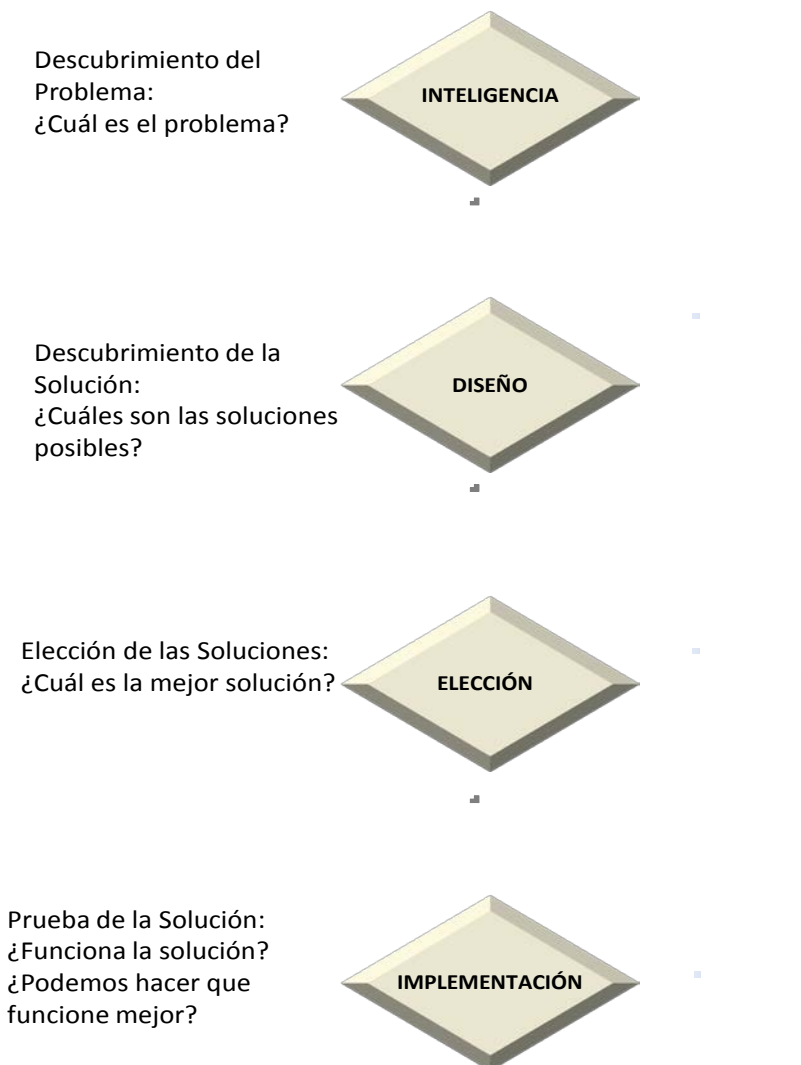 Descubrimiento del
Problema:
¿Cuál es el problema?
INTELIGENCIA
Descubrimiento de la
Solución:
¿Cuáles son las soluciones
posibles?
DISEÑO
Elección de las Soluciones:
¿Cuál es la mejor solución?
ELECCIÓN
Prueba de la Solución:
¿Funciona la solución?
¿Podemos hacer que
funcione mejor?
IMPLEMENTACIÓN